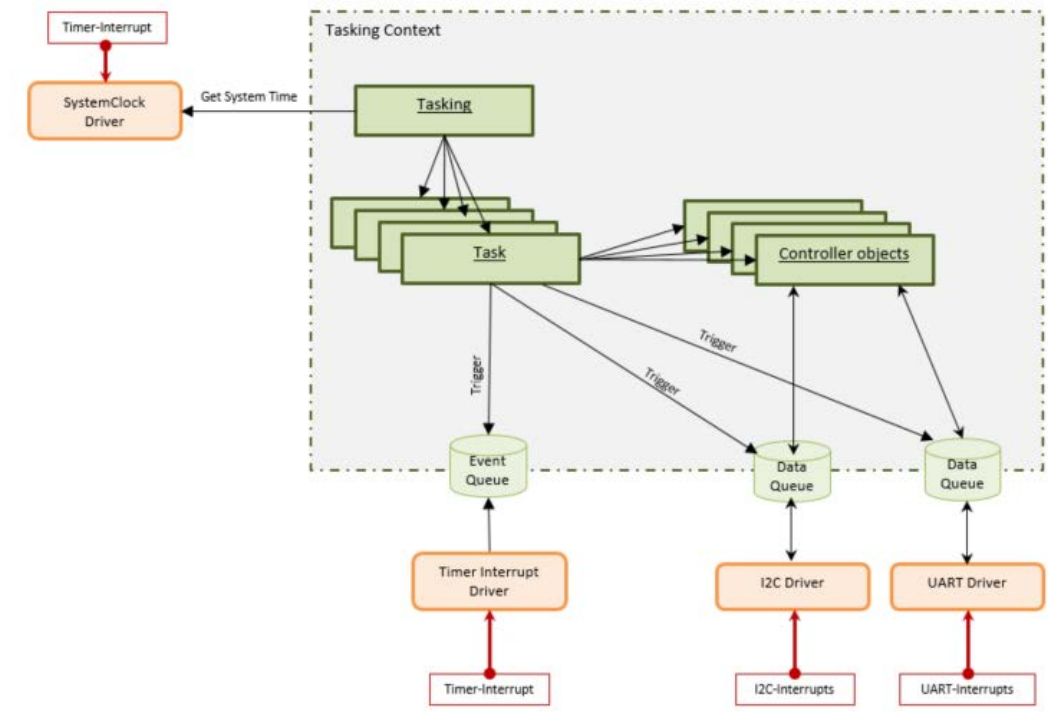 Timer-Interrupt
Tasking Context
SystemClock
Driver
Get System Time
Tasking
Task
Controller objects
Trigger
Trigger
Trigger
Event
Queue
Data
Queue
Data
Queue
Timer Interrupt
Driver
I2C Driver
UART Driver
Timer-Interrupt
I2C-Interrupts
UART-Interrupts